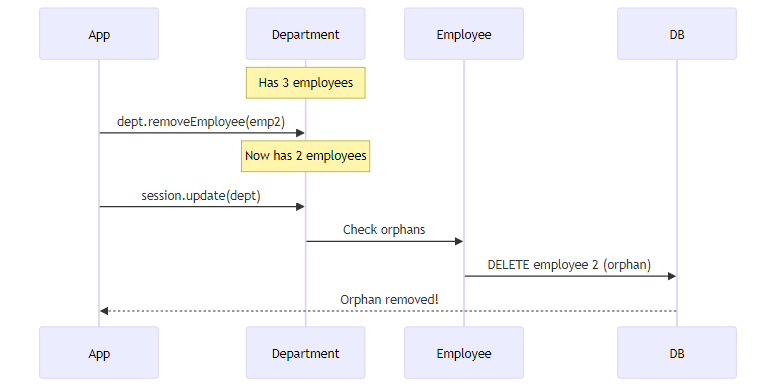 App
Department
Employee
DB
Has 3 employees
dept.removeEmployee(emp2)
Now has 2 employees
session.update(dept)
Check orphans
DELETE employee 2 (orphan)
Orphan removed!
App
Department
Employee
DB